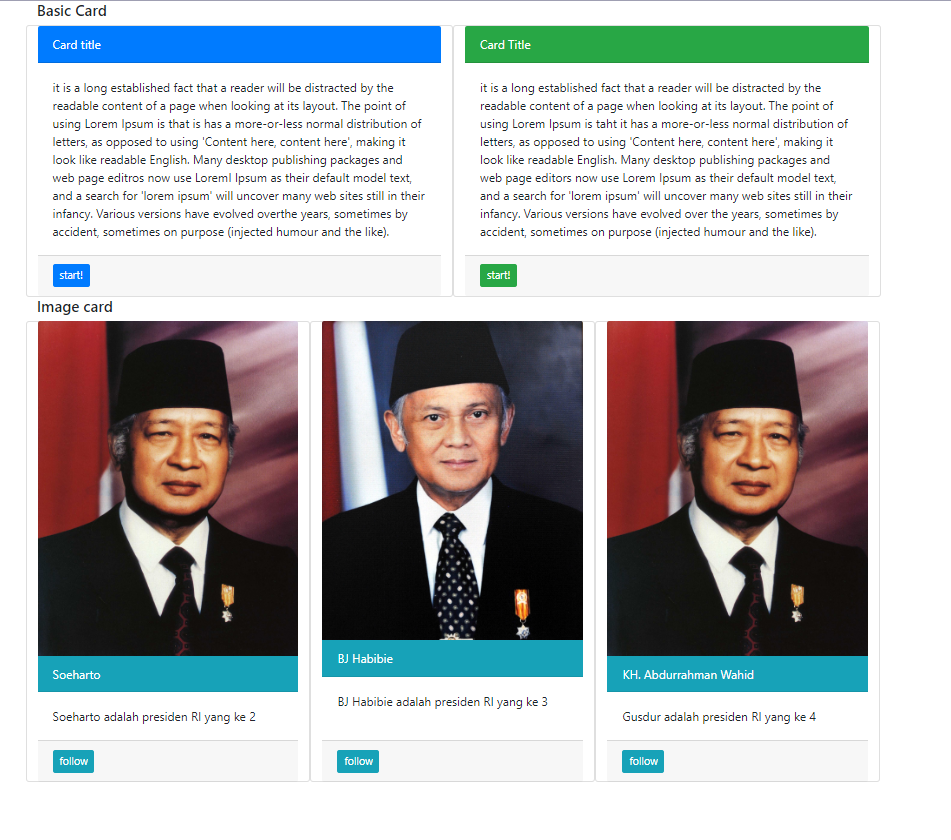 Basic Card
Card title
it is a long established fact that a reader will be distracted by the
readable content of a page when looking at its layout. The point of
using Lorem Ipsum is that is has a more-or-less normal distribution of
letters, as opposed to using 'Content here, content here', making it
look like readable English. Many desktop publishing packages and
web page editros now use Loreml Ipsum as their default model text,
and a search for 'lorem ipsum' will uncover many web sites still in their
infancy. Various versions have evolved overthe years, sometimes by
accident, sometimes on purpose (injected humour and the like).
start!
Card Title
it is a long established fact that a reader will be distracted by the
readable content of a page when looking at its layout. The point of
using Lorem Ipsum is taht it has a more-or-less normal distribution of
letters, as opposed to using 'Content here, content here', making it
look like readable English. Many desktop publishing packages and
web page editors now use Lorem Ipsum as their default model text,
and a search for 'lorem ipsum' will uncover many web sites still in their
infancy. Various versions have evolved over the years, sometimes by
accident, sometimes on purpose (injected humour and the like).
start!
Image card
Soeharto
Soeharto adalah presiden RI yang ke 2
follow
BJ Habibie
BJ Habibie adalah presiden RI yang ke 3
follow
KH. Abdurrahman Wahid
Gusdur adalah presiden RI yang ke 4
follow